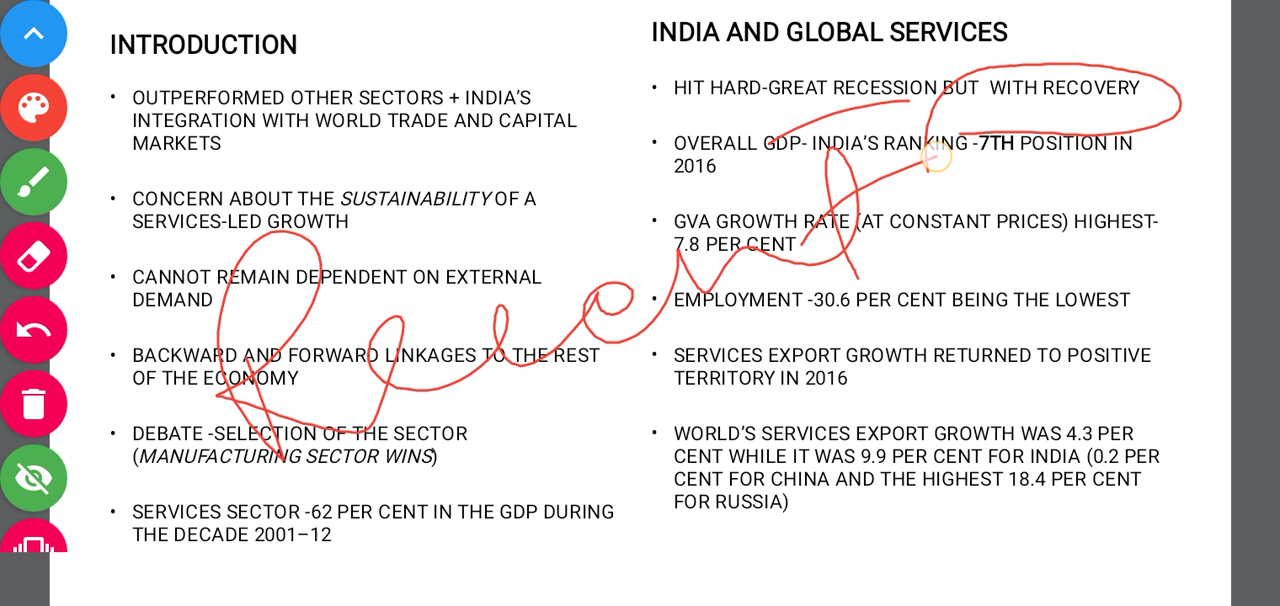 INTRODUCTION
• OUTPERFORMED OTHER SECTORS + INDIA'S
INTEGRATION WITH WORLD TRADE AND CAPITAL
MARKETS
• CONCERN ABOUT THE SUSTAINABILITY OF A
SERVICES-LED GROWTH
• CANNOT REMAIN DEPENDENT ON EXTERNAL
DEMAND
• BACKWARD AND FORWARD LINKAGES TO THE REST
OF THE ECONOMY
• DEBATE -SELECTION OF THE SECTOR
(MANUFACTURING SECTOR WINS)
• SERVICES SECTOR -62 PER CENT IN THE GDP DURING
THE DECADE 2001–12
INDIA AND GLOBAL SERVICES
• HIT HARD-GREAT RECESSION BUT WITH RECOVERY
• OVERALL GDP- INDIA'S RANKING -7TH POSITION IN
2016
• GVA GROWTH RATE (AT CONSTANT PRICES) HIGHEST-
7.8 PER CENT
• EMPLOYMENT -30.6 PER CENT BEING THE LOWEST
• SERVICES EXPORT GROWTH RETURNED TO POSITIVE
TERRITORY IN 2016
• WORLD'S SERVICES EXPORT GROWTH WAS 4.3 PER
CENT WHILE IT WAS 9.9 PER CENT FOR INDIA (0.2 PER
CENT FOR CHINA AND THE HIGHEST 18.4 PER CENT
FOR RUSSIA)